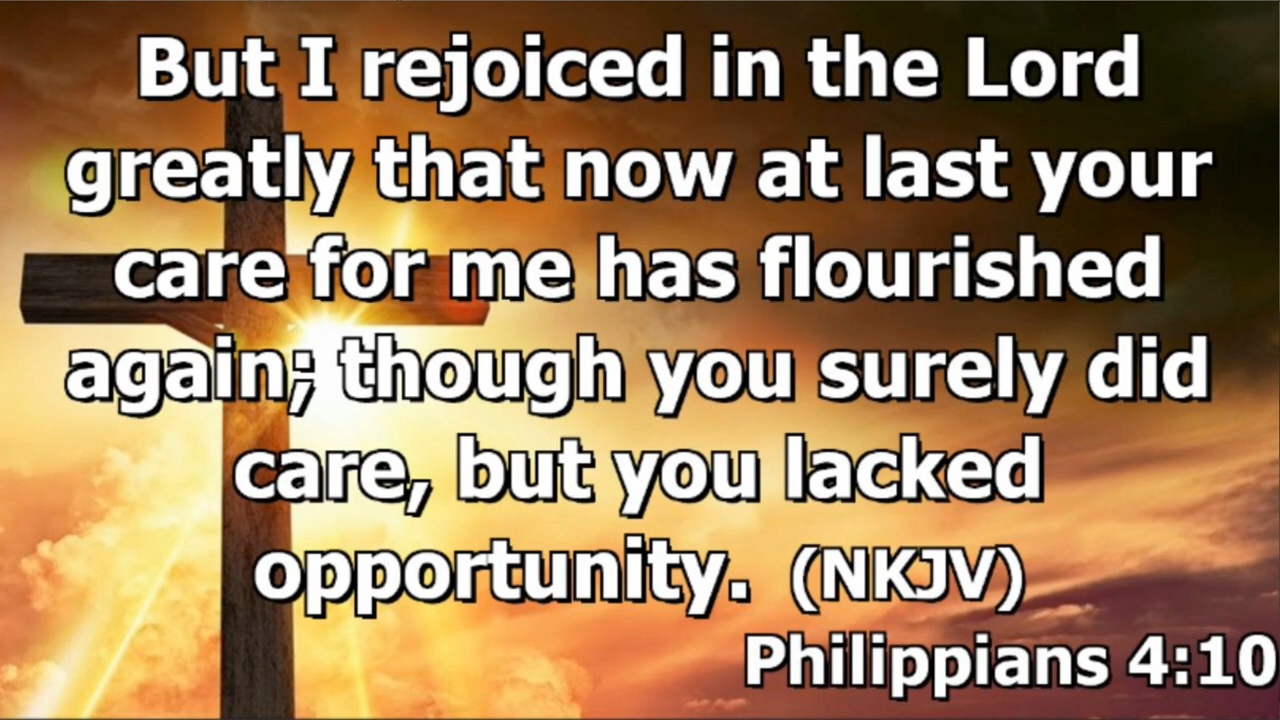 But I rejoiced in the Lord
greatly that now at last your
care for me has flourished
again; though you surely did
care, but you lacked
opportunity. (NKJV)
Philippians 4:10